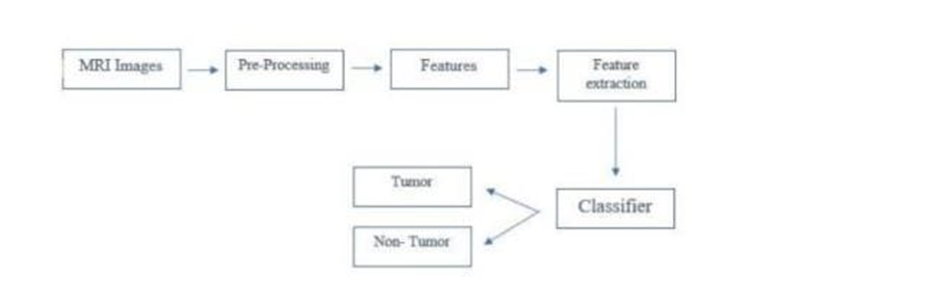 MRI Images
Pre-Processing
Features
Feature
extraction
Classifier
Tumor
Non- Tumor